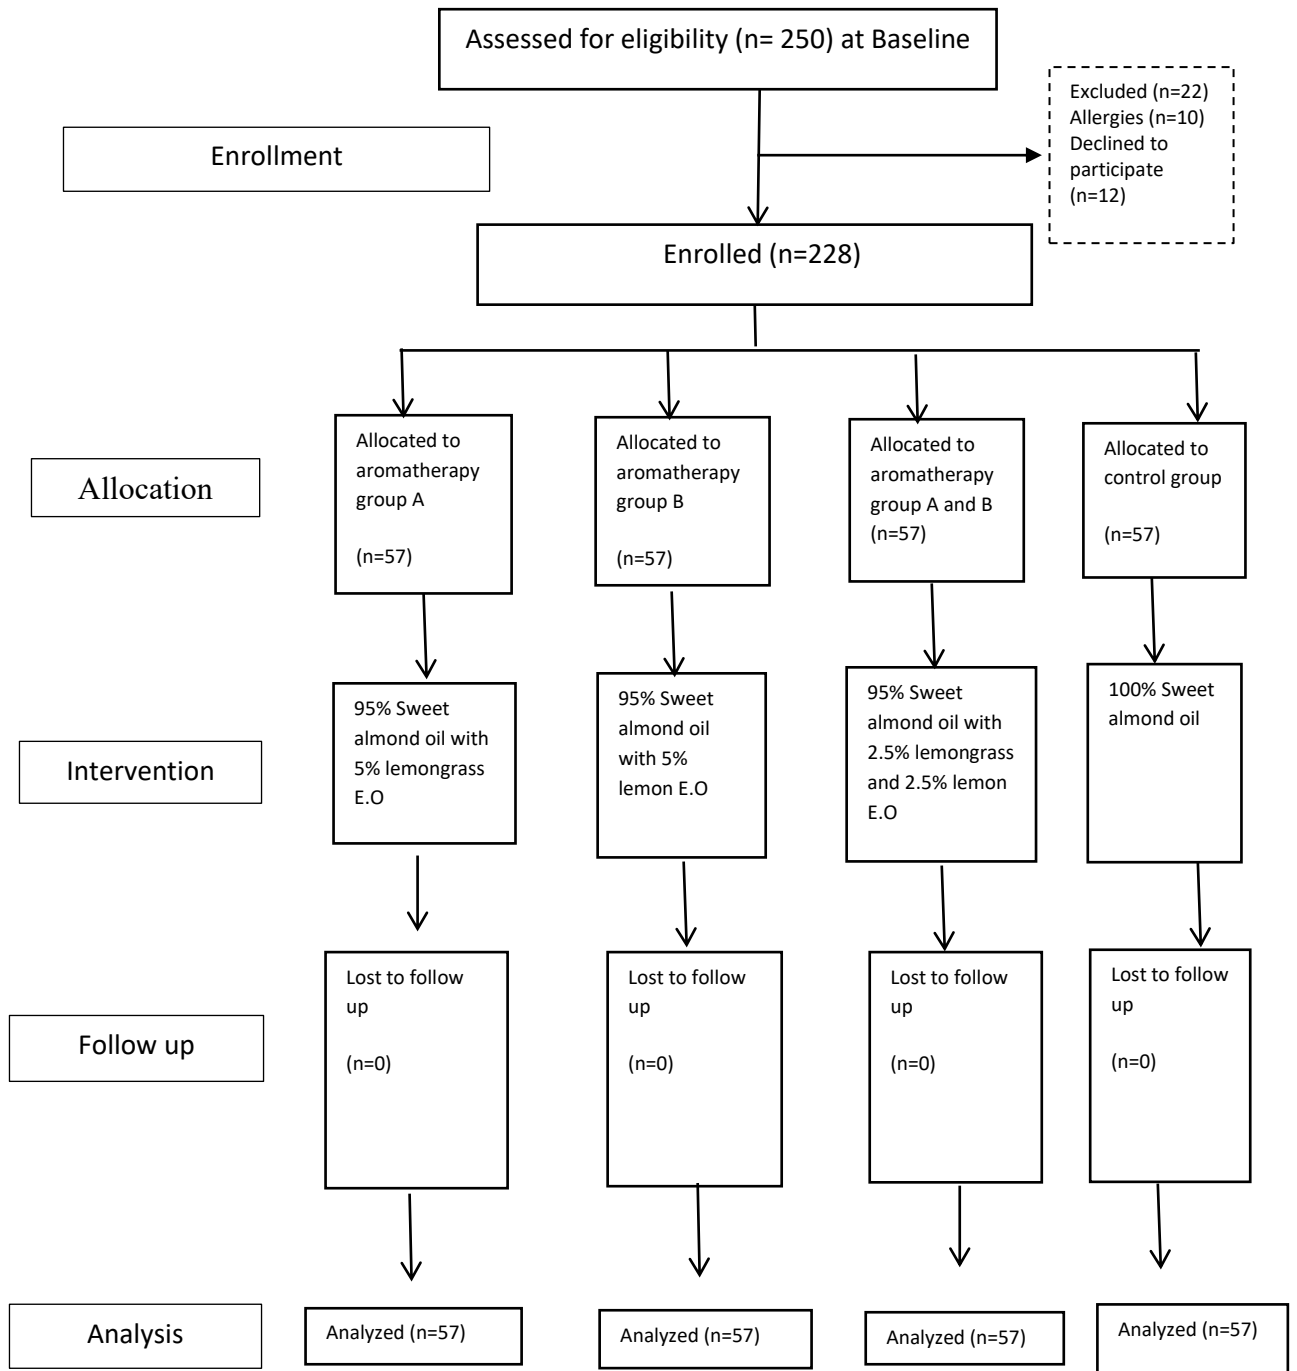 Assessed for eligibility (n= 250) at Baseline
Excluded (n=22)
Allergies (n=10)
Declined to
participate
(n=12)
Enrollment
Enrolled (n=228)
Allocation
Allocated to
aromatherapy
group A
(n=57)
Allocated to
aromatherapy
group B
(n=57)
Allocated to
aromatherapy
group A and B
(n=57)
Allocated to
control group
(n=57)
Intervention
95% Sweet
almond oil with
5% lemongrass
E.O
95% Sweet
almond oil
with 5%
lemon E.O
95% Sweet
almond oil with
2.5% lemongrass
and 2.5% lemon
E.O
100% Sweet
almond oil
Follow up
Lost to follow
up
(n=0)
Lost to follow
up
(n=0)
Lost to follow
up
(n=0)
Lost to follow
up
(n=0)
Analysis
Analyzed (n=57)
Analyzed (n=57)
Analyzed (n=57)
Analyzed (n=57)